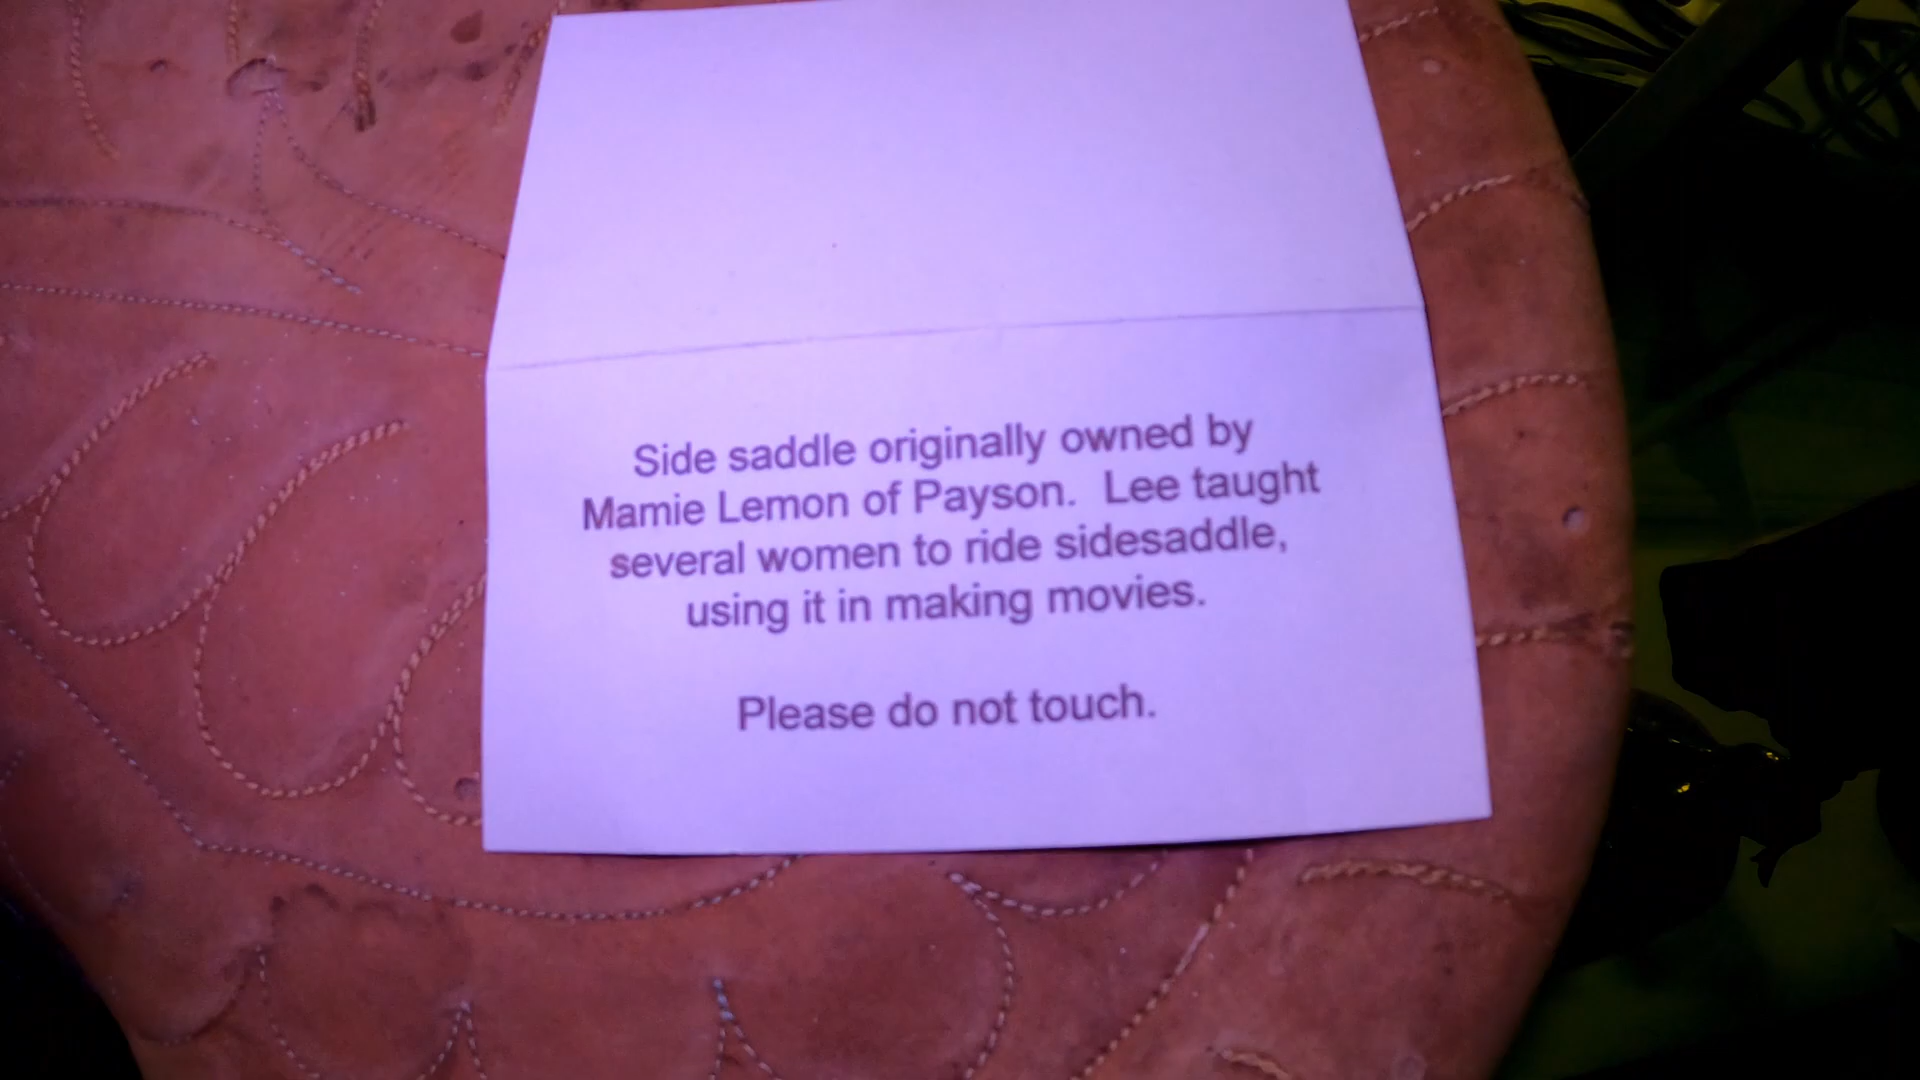 Side saddle originally owned by
Mamie Lemon of Payson.  Lee taught
several women to ride sidesaddle,
using it in making movies.
Please do not touch.